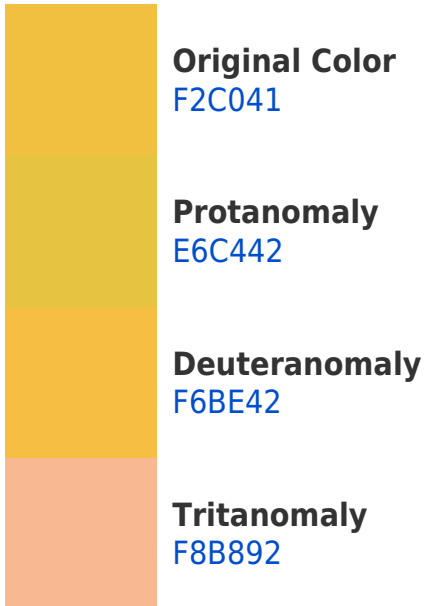 Original Color
F2C041
Protanomaly
E6C442
Deuteranomaly
F6BE42
Tritanomaly
F8B892